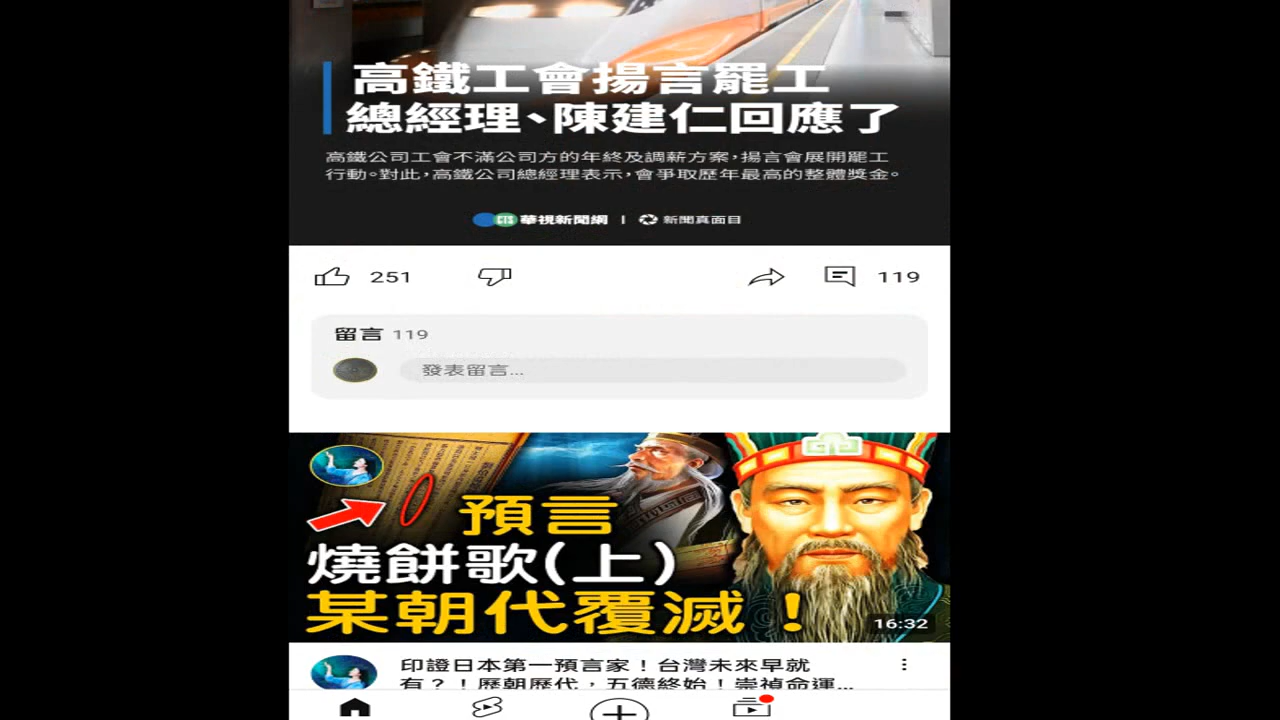 高鐵工會揚言罷工
總經理、陳建仁回應了
高鐵公司工會不滿公司方的年終及調薪方案，揚言會展開罷工
行動。對此，高鐵公司總經理表示，會爭取歷年最高的整體獎金。
CTS 華視新聞網 | 新聞真面目
251
119
留言 119
發表留言...
預言
燒餅歌(上)
某朝代覆滅！
16:32
印證日本第一預言家！台灣未來早就
有？！歷朝歷代，五德終始！崇禎命運...